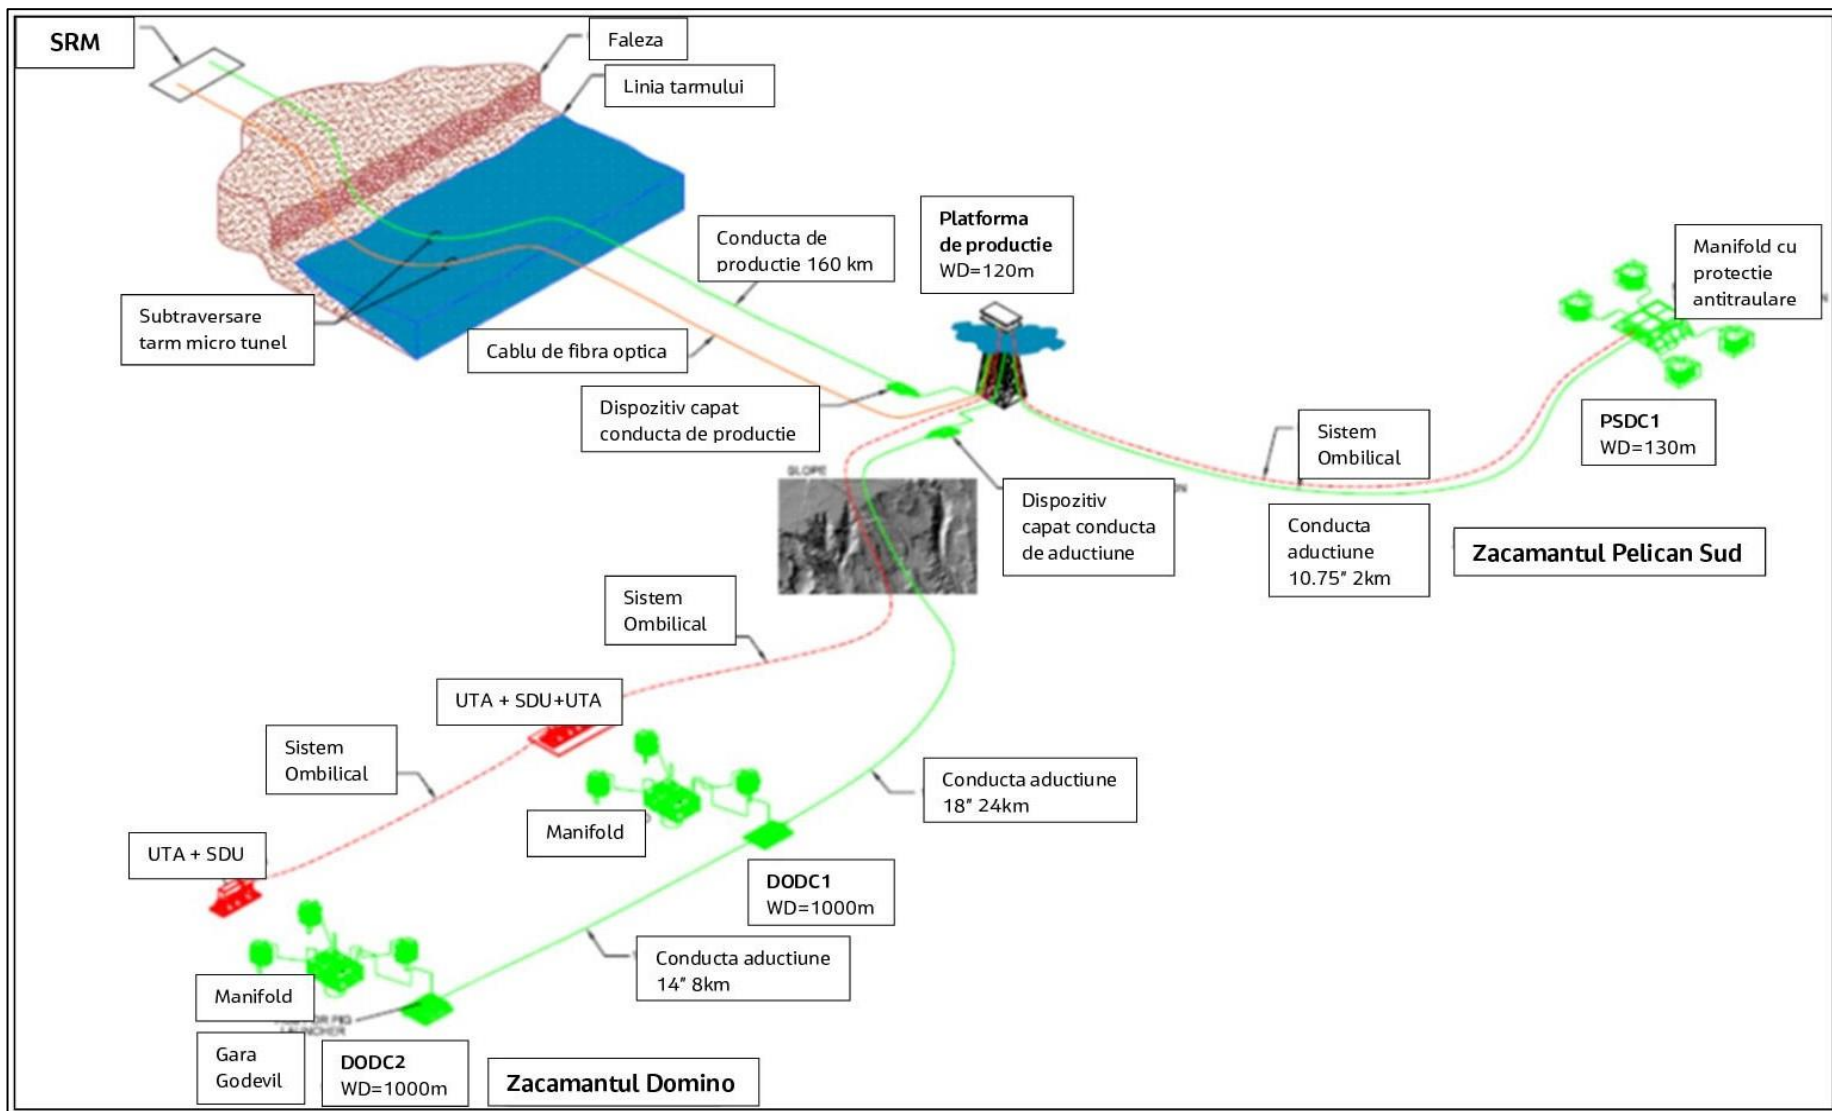 SRM
Faleza
Linia tarmului
Conducta de
productie 160 km
Platforma
de productie
WD=120m
Manifold cu
protectie
antitraulare
Subtraversare
tarm micro tunel
Cablu de fibra optica
Dispozitiv capat
conducta de productie
PSDC1
WD=130m
Sistem
Ombilical
SLOPE
Dispozitiv
capat conducta
de aductiune
Conducta
aductiune
10.75" 2km
Zacamantul Pelican Sud
Sistem
Ombilical
UTA + SDU+UTA
Sistem
Ombilical
Conducta aductiune
18" 24km
Manifold
UTA + SDU
DODC1
WD=1000m
Conducta aductiune
14" 8km
Manifold
PIG
LAUNCHER
Gara
Godevil
DODC2
WD=1000m
Zacamantul Domino